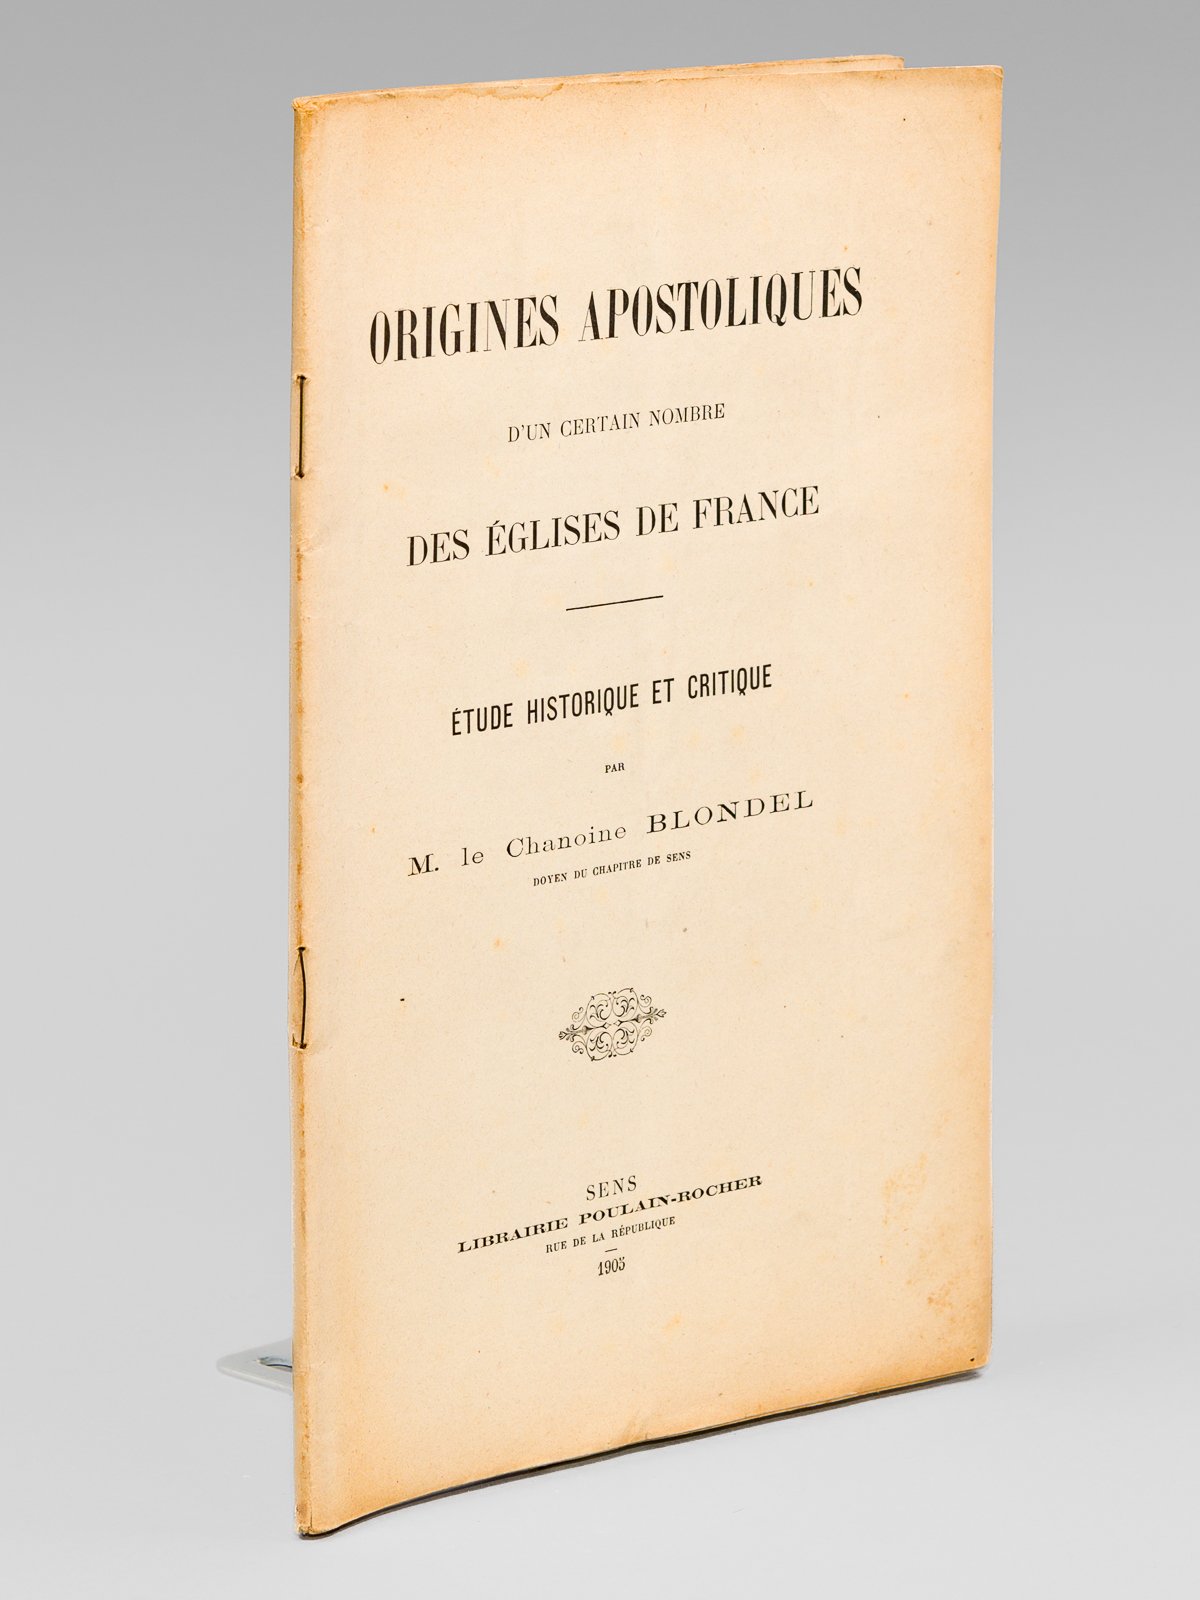 ORIGINES APOSTOLIQUES
D'UN CERTAIN NOMBRE
DES ÉGLISES DE FRANCE
ÉTUDE HISTORIQUE ET CRITIQUE
PAR
M. le Chanoine BLONDEL
DOYEN DU CHAPITRE DE SENS
SENS
LIBRAIRIE POULAIN-ROCHER
RUE DE LA RÉPUBLIQUE
1905